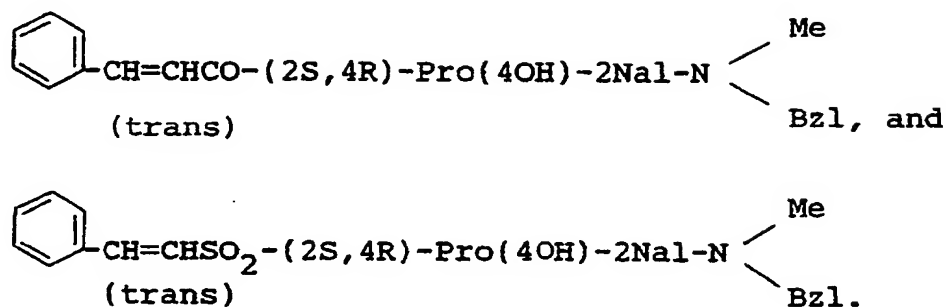 Me
CH=CHCO-(2S,4R)-Pro(4OH)-2Nal-N
(trans)
Bzl, and
Me
CH=CHSO₂-(2S,4R)-Pro(4OH)-2Nal-N
(trans)
Bzl.